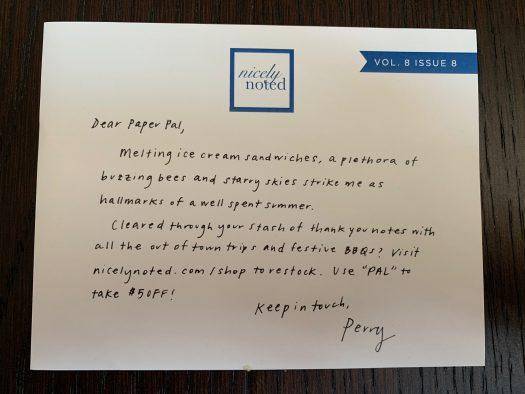 nicely
noted
VOL. 8 ISSUE 8
Dear Paper Pal,
Melting ice cream sandwiches, a plethora of
buzzing bees and starry skies strike me as
hallmarks of a well spent summer.
Cleared through your stash of thank you notes with
all the out of town trips and festive BBQs? Visit
nicelynoted.com/shop to restock. Use "PAL" to
take $5 OFF!
Keep in touch,
Perry